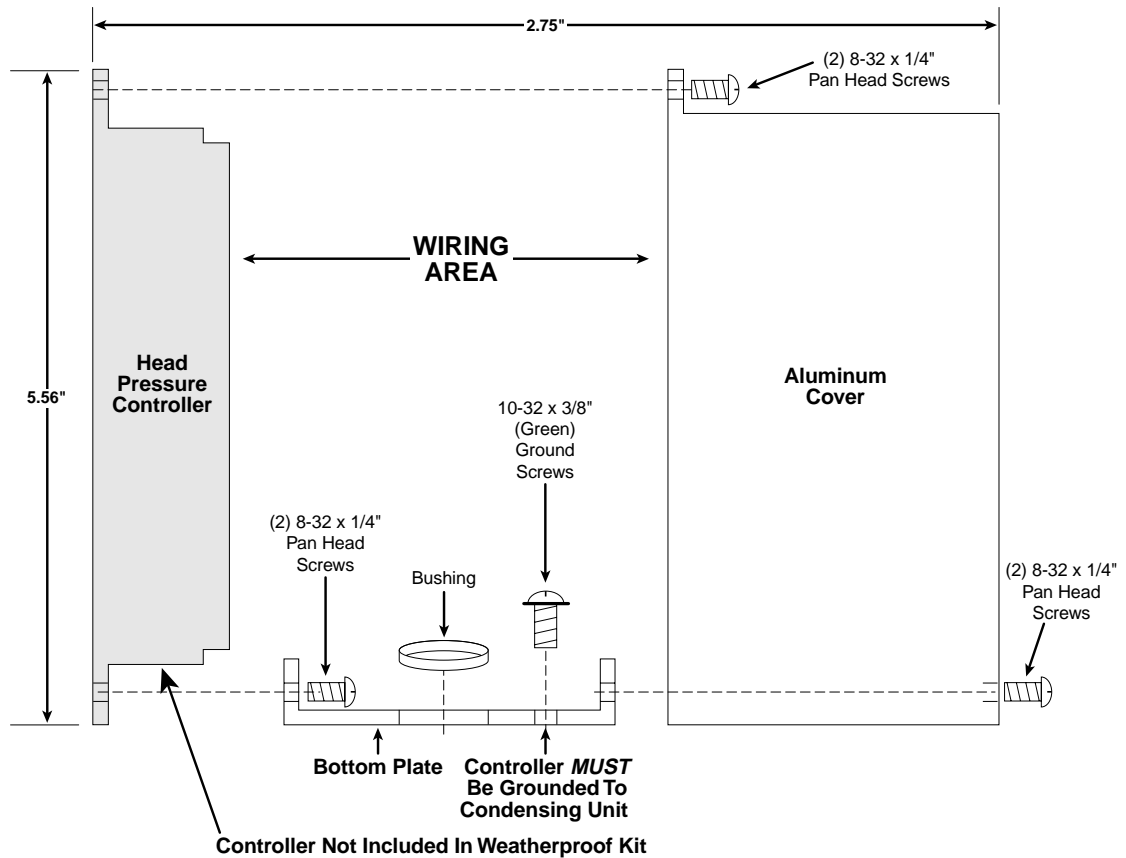 2.75"
(2) 8-32 x 1/4"
Pan Head Screws
WIRING
AREA
Head
Pressure
Controller
5.56"
Aluminum
Cover
10-32 x 3/8"
(Green)
Ground
Screws
(2) 8-32 x 1/4"
Pan Head
Screws
Bushing
(2) 8-32 x 1/4"
Pan Head
Screws
Bottom Plate
Controller MUST
Be Grounded To
Condensing Unit
Controller Not Included In Weatherproof Kit